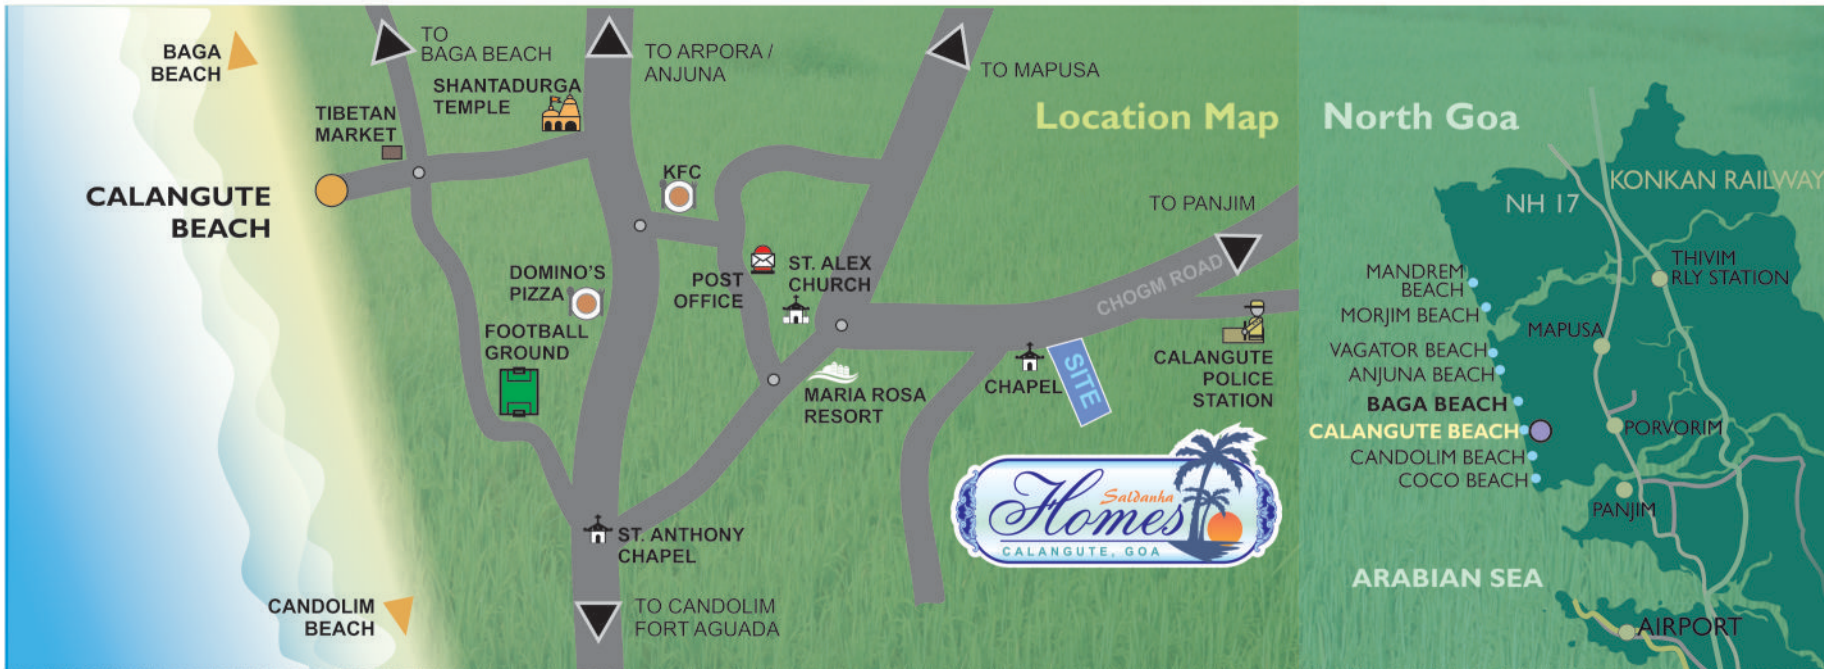 BAGA
BEACH
TO
BAGA BEACH
TO ARPORA /
ANJUNA
TO MAPUSA
SHANTADURGA
TEMPLE
TIBETAN
MARKET
CALANGUTE
BEACH
KFC
Location Map
TO PANJIM
DOMINO'S
PIZZA
POST
OFFICE
ST. ALEX
CHURCH
CHOGM ROAD
FOOTBALL
GROUND
MARIA ROSA
RESORT
CHAPEL
SITE
CALANGUTE
POLICE
STATION
Saldanha
Homes
CALANGUTE, GOA
ST. ANTHONY
CHAPEL
CANDOLIM
BEACH
TO CANDOLIM
FORT AGUADA
North Goa
KONKAN RAILWAY
NH 17
THIVIM
RLY STATION
MANDREM
BEACH
MORJIM BEACH
MAPUSA
VAGATOR BEACH
ANJUNA BEACH
BAGA BEACH
CALANGUTE BEACH
PORVORIM
CANDOLIM BEACH
COCO BEACH
PANJIM
ARABIAN SEA
AIRPORT